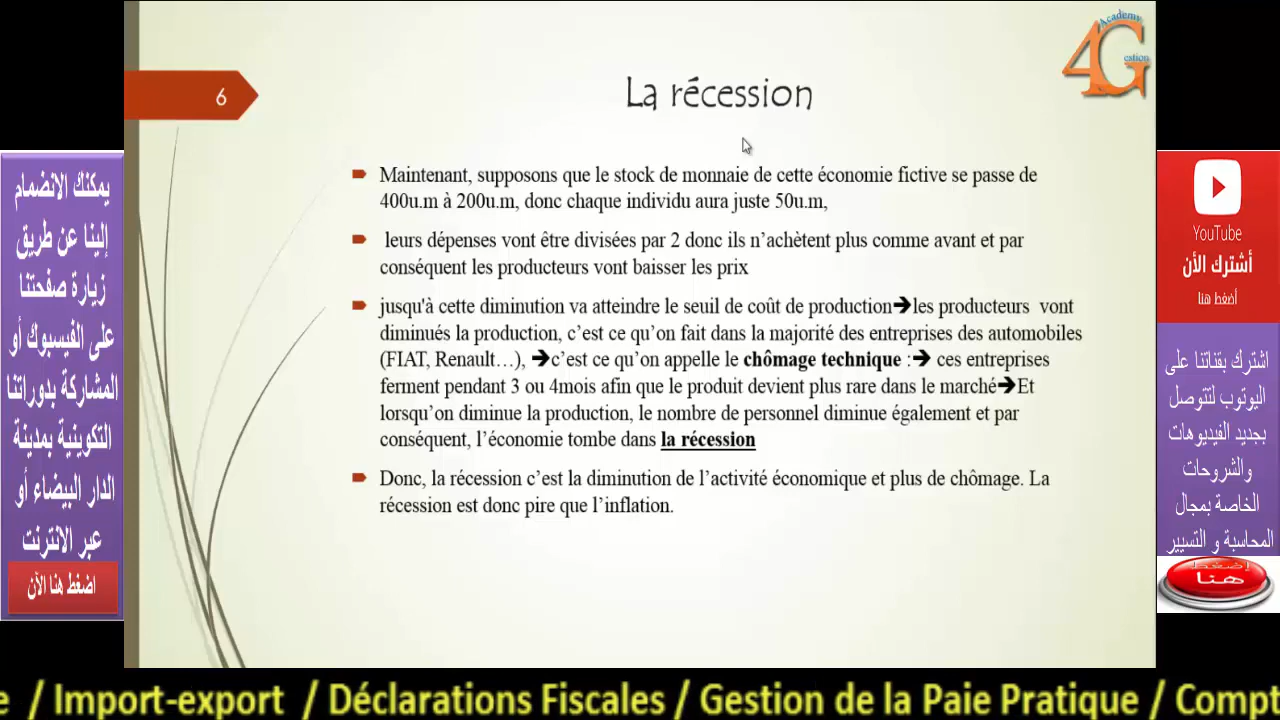 6
La récession
Academy
4G
estion
Maintenant, supposons que le stock de monnaie de cette économie fictive se passe de
400u.m à 200u.m, donc chaque individu aura juste 50u.m,
leurs dépenses vont être divisées par 2 donc ils n’achètent plus comme avant et par
conséquent les producteurs vont baisser les prix
jusqu'à cette diminution va atteindre le seuil de coût de production➔les producteurs vont
diminués la production, c’est ce qu’on fait dans la majorité des entreprises des automobiles
(FIAT, Renault…), ➔c’est ce qu’on appelle le chômage technique :➔ ces entreprises
ferment pendant 3 ou 4mois afin que le produit devient plus rare dans le marché➔Et
lorsqu’on diminue la production, le nombre de personnel diminue également et par
conséquent, l’économie tombe dans la récession
Donc, la récession c’est la diminution de l’activité économique et plus de chômage. La
récession est donc pire que l’inflation.
يمكنك الانضمام
إلينا عن طريق
زيارة صفحتنا
على الفيسبوك أو
المشاركة بدوراتنا
التكوينية بمدينة
الدار البيضاء أو
عبر الانترنت
اضغط هنا الآن
YouTube
أشترك الأن
اضغط هنا
اشترك بقناتنا على
اليوتوب لتتوصل
بجديد الفيديوهات
والشروحات
الخاصة بمجال
المحاسبة و التسيير
إضغط
هنا
e / Import-export / Déclarations Fiscales / Gestion de la Paie Pratique / Compt